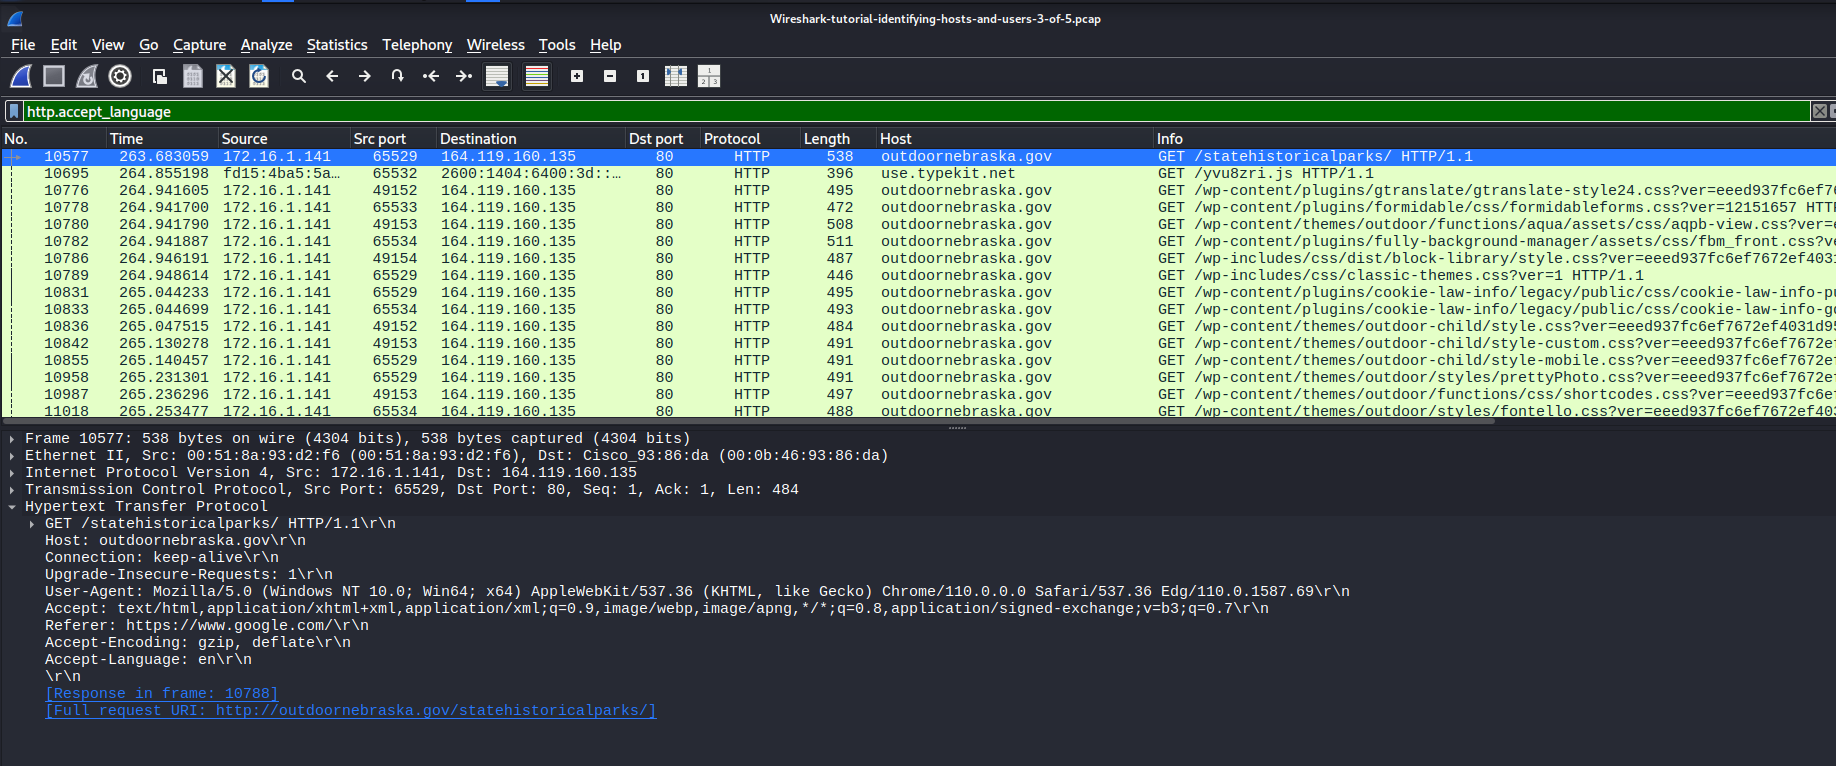 Wireshark-tutorial-identifying-hosts-and-users-3-of-5.pcap
File Edit View Go Capture Analyze Statistics Telephony Wireless Tools Help
http.accept_language
No. Time Source Src port Destination Dst port Protocol Length Host Info
10577 263.683059 172.16.1.141 65529 164.119.160.135 80 HTTP 538 outdoornebraska.gov GET /statehistoricalparks/ HTTP/1.1
10695 264.855198 fd15:4ba5:5a… 65532 2600:1404:6400:3d::… 80 HTTP 396 use.typekit.net GET /yvu8zri.js HTTP/1.1
10776 264.941605 172.16.1.141 49152 164.119.160.135 80 HTTP 495 outdoornebraska.gov GET /wp-content/plugins/gtranslate/gtranslate-style24.css?ver=eeed937fc6ef7
10778 264.941700 172.16.1.141 65533 164.119.160.135 80 HTTP 472 outdoornebraska.gov GET /wp-content/plugins/formidable/css/formidableforms.css?ver=12151657 HTT
10780 264.941790 172.16.1.141 49153 164.119.160.135 80 HTTP 508 outdoornebraska.gov GET /wp-content/themes/outdoor/functions/aqua/assets/css/aqpb-view.css?ver=
10782 264.941887 172.16.1.141 65534 164.119.160.135 80 HTTP 511 outdoornebraska.gov GET /wp-content/plugins/fully-background-manager/assets/css/fbm_front.css?v
10786 264.946191 172.16.1.141 49154 164.119.160.135 80 HTTP 487 outdoornebraska.gov GET /wp-includes/css/dist/block-library/style.css?ver=eeed937fc6ef7672ef403
10789 264.948614 172.16.1.141 65529 164.119.160.135 80 HTTP 446 outdoornebraska.gov GET /wp-includes/css/classic-themes.css?ver=1 HTTP/1.1
10831 265.044233 172.16.1.141 65529 164.119.160.135 80 HTTP 495 outdoornebraska.gov GET /wp-content/plugins/cookie-law-info/legacy/public/css/cookie-law-info-p
10833 265.044699 172.16.1.141 65534 164.119.160.135 80 HTTP 493 outdoornebraska.gov GET /wp-content/plugins/cookie-law-info/legacy/public/css/cookie-law-info-g
10836 265.047515 172.16.1.141 49152 164.119.160.135 80 HTTP 484 outdoornebraska.gov GET /wp-content/themes/outdoor-child/style.css?ver=eeed937fc6ef7672ef4031d9
10842 265.130278 172.16.1.141 49153 164.119.160.135 80 HTTP 491 outdoornebraska.gov GET /wp-content/themes/outdoor-child/style-custom.css?ver=eeed937fc6ef7672e
10855 265.140457 172.16.1.141 65529 164.119.160.135 80 HTTP 491 outdoornebraska.gov GET /wp-content/themes/outdoor-child/style-mobile.css?ver=eeed937fc6ef7672e
10958 265.231301 172.16.1.141 65529 164.119.160.135 80 HTTP 491 outdoornebraska.gov GET /wp-content/themes/outdoor/styles/prettyPhoto.css?ver=eeed937fc6ef7672e
10987 265.236296 172.16.1.141 49153 164.119.160.135 80 HTTP 497 outdoornebraska.gov GET /wp-content/themes/outdoor/functions/css/shortcodes.css?ver=eeed937fc6e
11018 265.253477 172.16.1.141 65534 164.119.160.135 80 HTTP 488 outdoornebraska.gov GET /wp-content/themes/outdoor/styles/fontello.css?ver=eeed937fc6ef7672ef40
Frame 10577: 538 bytes on wire (4304 bits), 538 bytes captured (4304 bits)
Ethernet II, Src: 00:51:8a:93:d2:f6 (00:51:8a:93:d2:f6), Dst: Cisco_93:86:da (00:0b:46:93:86:da)
Internet Protocol Version 4, Src: 172.16.1.141, Dst: 164.119.160.135
Transmission Control Protocol, Src Port: 65529, Dst Port: 80, Seq: 1, Ack: 1, Len: 484
Hypertext Transfer Protocol
GET /statehistoricalparks/ HTTP/1.1\r\n
Host: outdoornebraska.gov\r\n
Connection: keep-alive\r\n
Upgrade-Insecure-Requests: 1\r\n
User-Agent: Mozilla/5.0 (Windows NT 10.0; Win64; x64) AppleWebKit/537.36 (KHTML, like Gecko) Chrome/110.0.0.0 Safari/537.36 Edg/110.0.1587.69\r\n
Accept: text/html,application/xhtml+xml,application/xml;q=0.9,image/webp,image/apng,*/*;q=0.8,application/signed-exchange;v=b3;q=0.7\r\n
Referer: https://www.google.com/\r\n
Accept-Encoding: gzip, deflate\r\n
Accept-Language: en\r\n
\r\n
[Response in frame: 10788]
[Full request URI: http://outdoornebraska.gov/statehistoricalparks/]